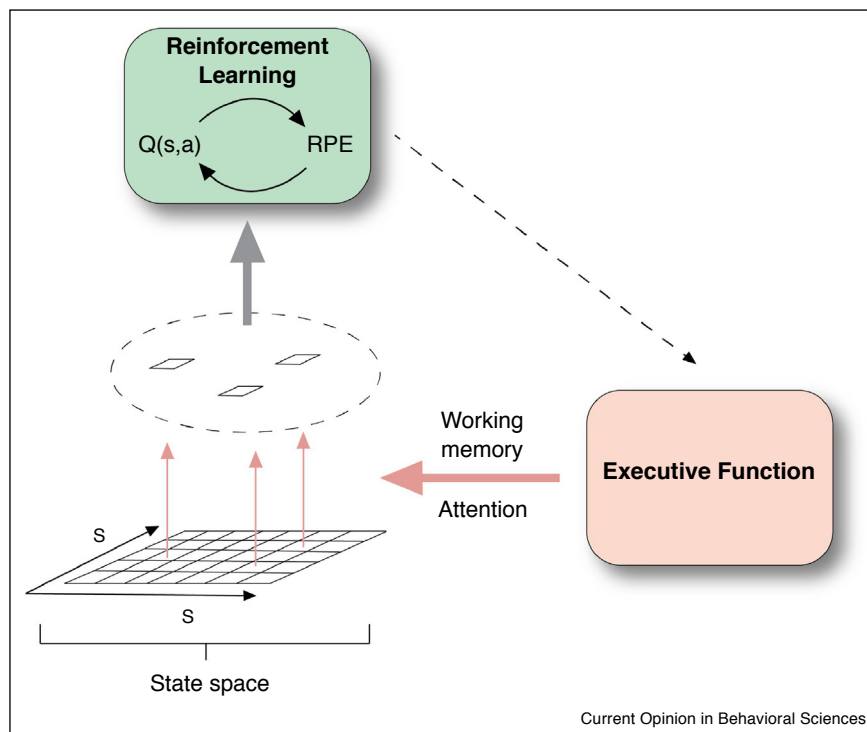 Reinforcement
Learning
Q(s,a)
RPE
Working
memory
Executive Function
Attention
S
S
State space
Current Opinion in Behavioral Sciences